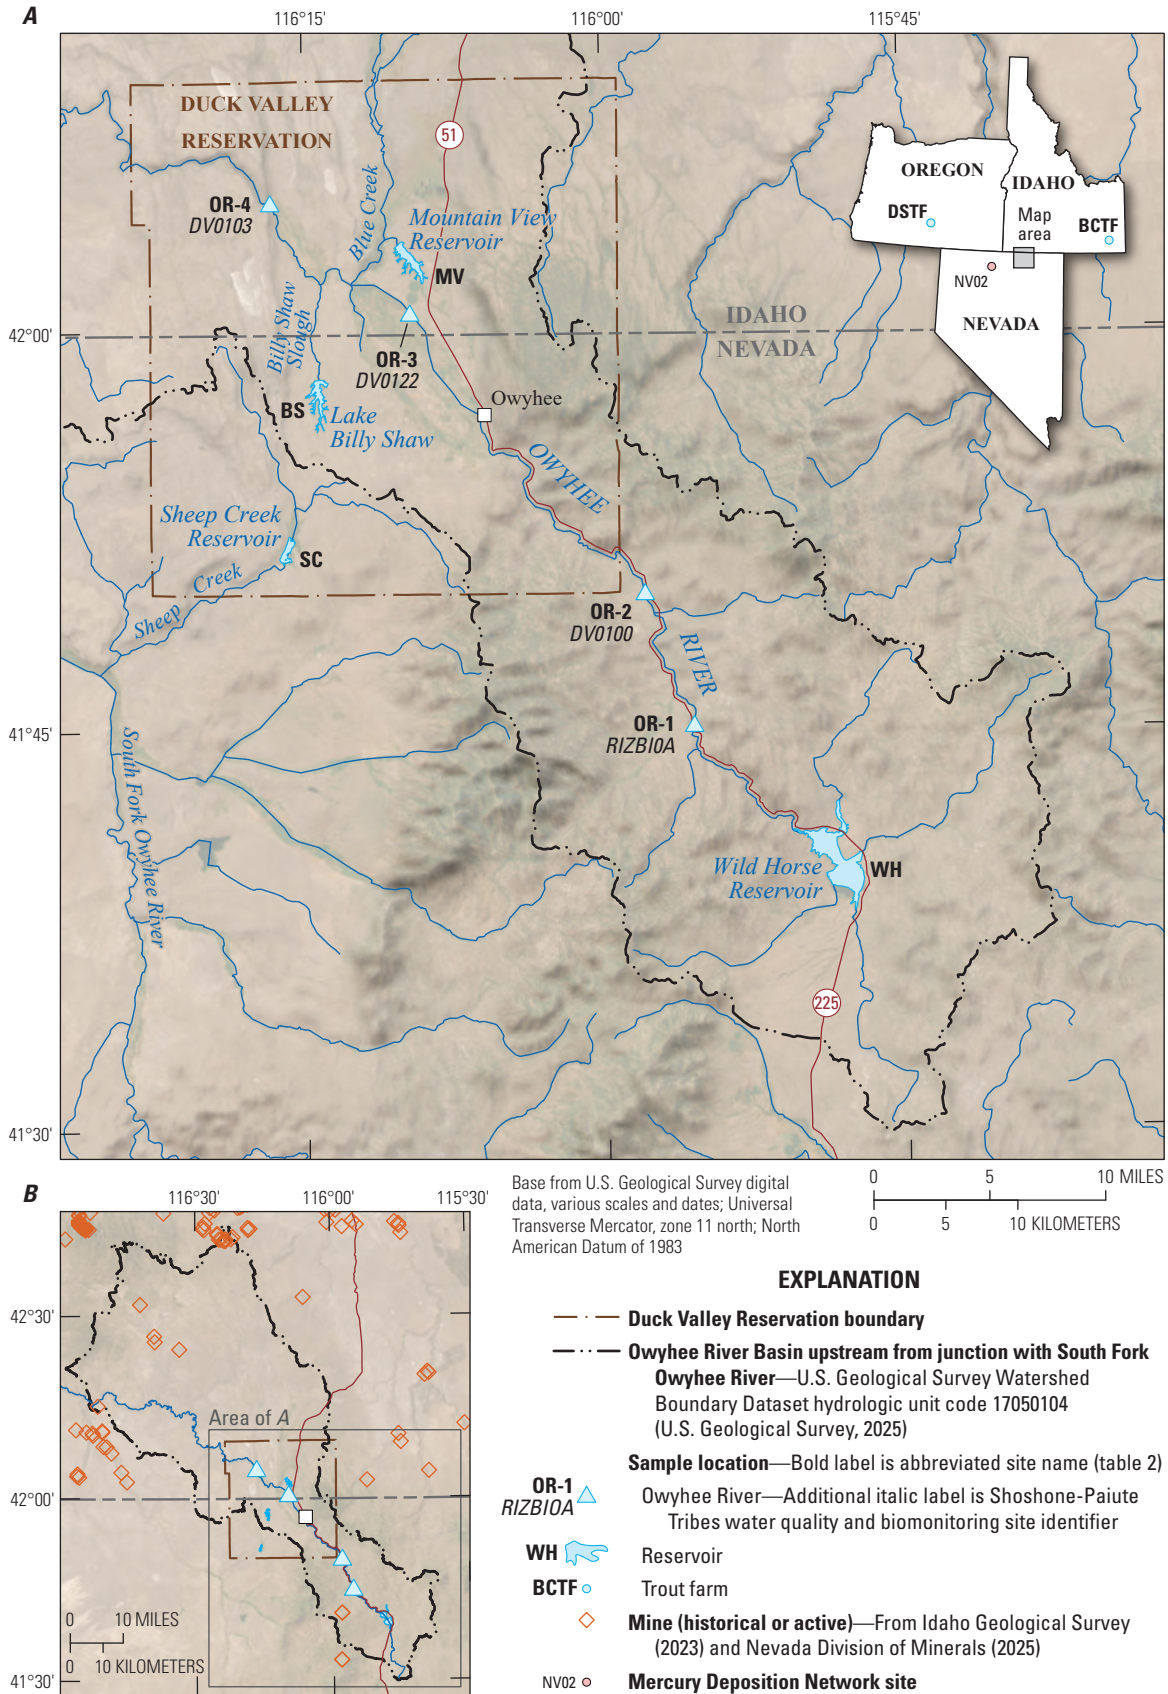 A
116°15'
116°00'
115°45'
DUCK VALLEY
RESERVATION
51
Blue Creek
OR-4
DV0103
Mountain View
Reservoir
MV
OREGON
IDAHO
DSTF
Map
area
BCTF
NV02
NEVADA
42°00'
IDAHO
NEVADA
Billy Shaw
Slough
OR-3
DV0122
BS
Lake
Billy Shaw
Owyhee
OWYHEE
Sheep Creek
Reservoir
SC
Sheep Creek
OR-2
DV0100
RIVER
OR-1
RIZBI0A
41°45'
South Fork Owyhee River
Wild Horse
Reservoir
WH
225
41°30'
Base from U.S. Geological Survey digital
data, various scales and dates; Universal
Transverse Mercator, zone 11 north; North
American Datum of 1983
0 5 10 MILES
0 5 10 KILOMETERS
B
116°30'
116°00'
115°30'
42°30'
Area of A
42°00'
0 10 MILES
0 10 KILOMETERS
41°30'
EXPLANATION
Duck Valley Reservation boundary
Owyhee River Basin upstream from junction with South Fork
Owyhee River—U.S. Geological Survey Watershed
Boundary Dataset hydrologic unit code 17050104
(U.S. Geological Survey, 2025)
Sample location—Bold label is abbreviated site name (table 2)
OR-1
RIZBI0A
Owyhee River—Additional italic label is Shoshone-Paiute
Tribes water quality and biomonitoring site identifier
WH Reservoir
BCTF Trout farm
Mine (historical or active)—From Idaho Geological Survey
(2023) and Nevada Division of Minerals (2025)
NV02 Mercury Deposition Network site